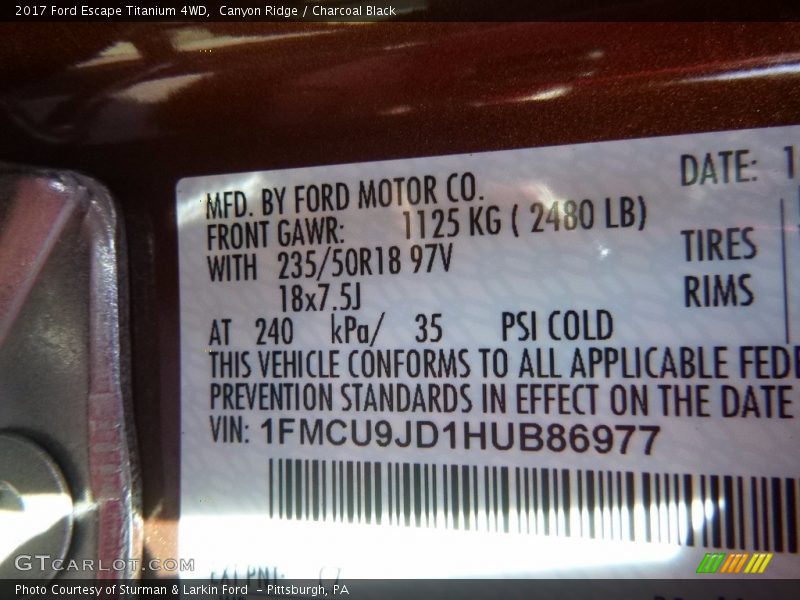 2017 Ford Escape Titanium 4WD, Canyon Ridge / Charcoal Black
DATE: 1
MFD. BY FORD MOTOR CO.
FRONT GAWR: 1125 KG ( 2480 LB)
WITH 235/50R18 97V TIRES
18x7.5J RIMS
AT 240 kPa/ 35 PSI COLD
THIS VEHICLE CONFORMS TO ALL APPLICABLE FEDE
PREVENTION STANDARDS IN EFFECT ON THE DATE
VIN: 1FMCU9JD1HUB86977
GTCARLOT.COM
Photo Courtesy of Sturman & Larkin Ford - Pittsburgh, PA